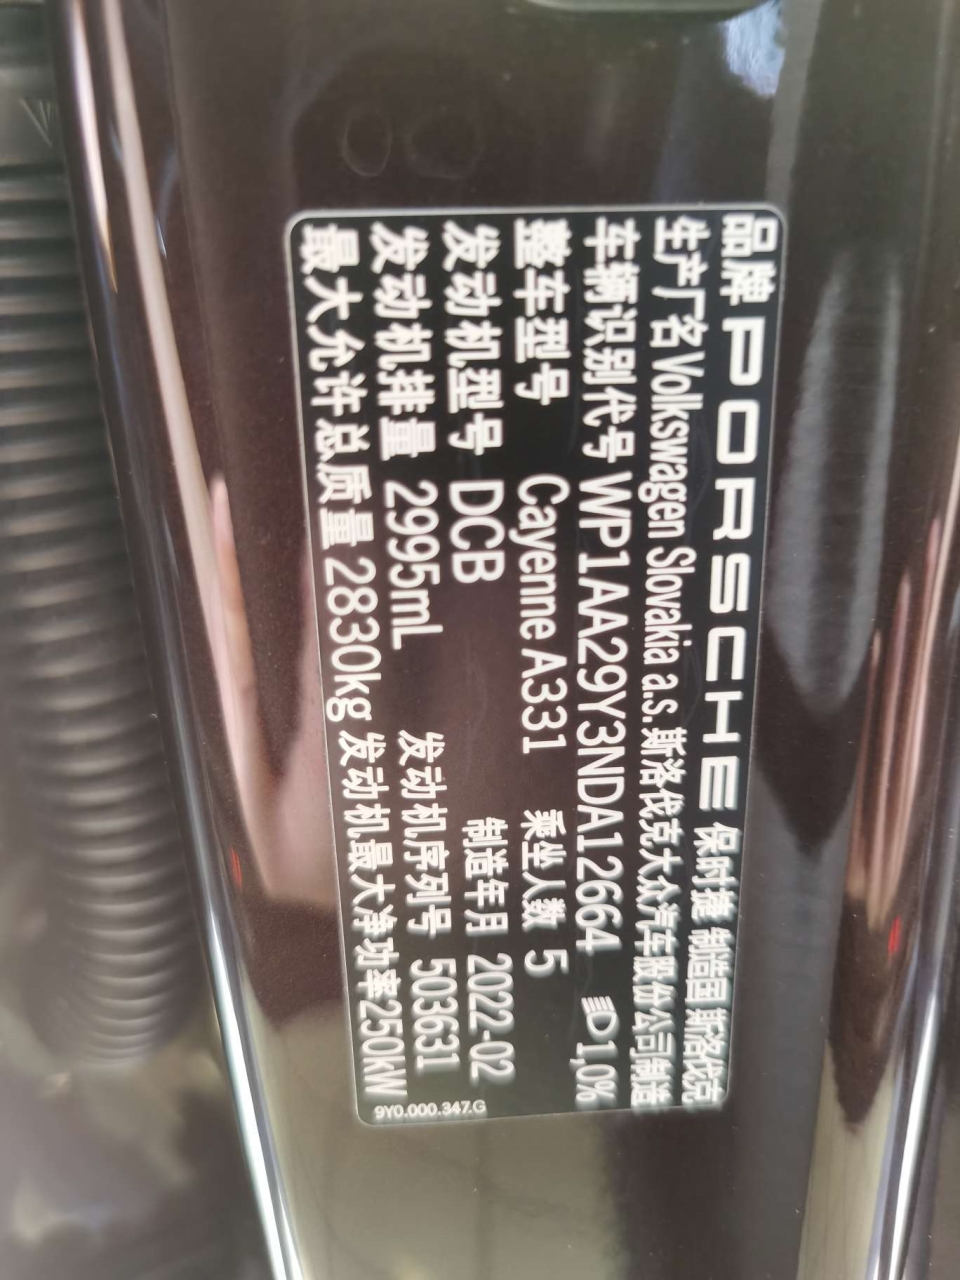 品牌 PORSCHE 保时捷 制造国 斯洛伐克
生产厂名 Volkswagen Slovakia a.s. 斯洛伐克大众汽车股份公司制造
车辆识别代号 WP1AA29Y3NDA12664 1,0%
整车型号 Cayenne A331 乘坐人数 5
发动机型号 DCB 制造年月 2022-02
发动机排量 2995mL 发动机序列号 503631
最大允许总质量 2830kg 发动机最大净功率250kW
9Y0.000.347.G